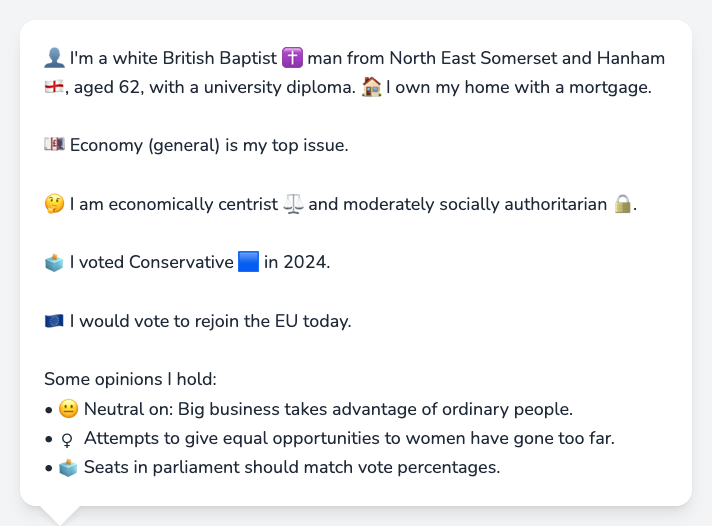 👤 I'm a white British Baptist ✝️ man from North East Somerset and Hanham
🏴󠁧󠁢󠁥󠁮󠁧󠁿, aged 62, with a university diploma. 🏠 I own my home with a mortgage.
💷 Economy (general) is my top issue.
🤔 I am economically centrist ⚖️ and moderately socially authoritarian 🔒.
🗳️ I voted Conservative 🟦 in 2024.
🇪🇺 I would vote to rejoin the EU today.
Some opinions I hold:
• 😐 Neutral on: Big business takes advantage of ordinary people.
• ♀ Attempts to give equal opportunities to women have gone too far.
• 🗳️ Seats in parliament should match vote percentages.